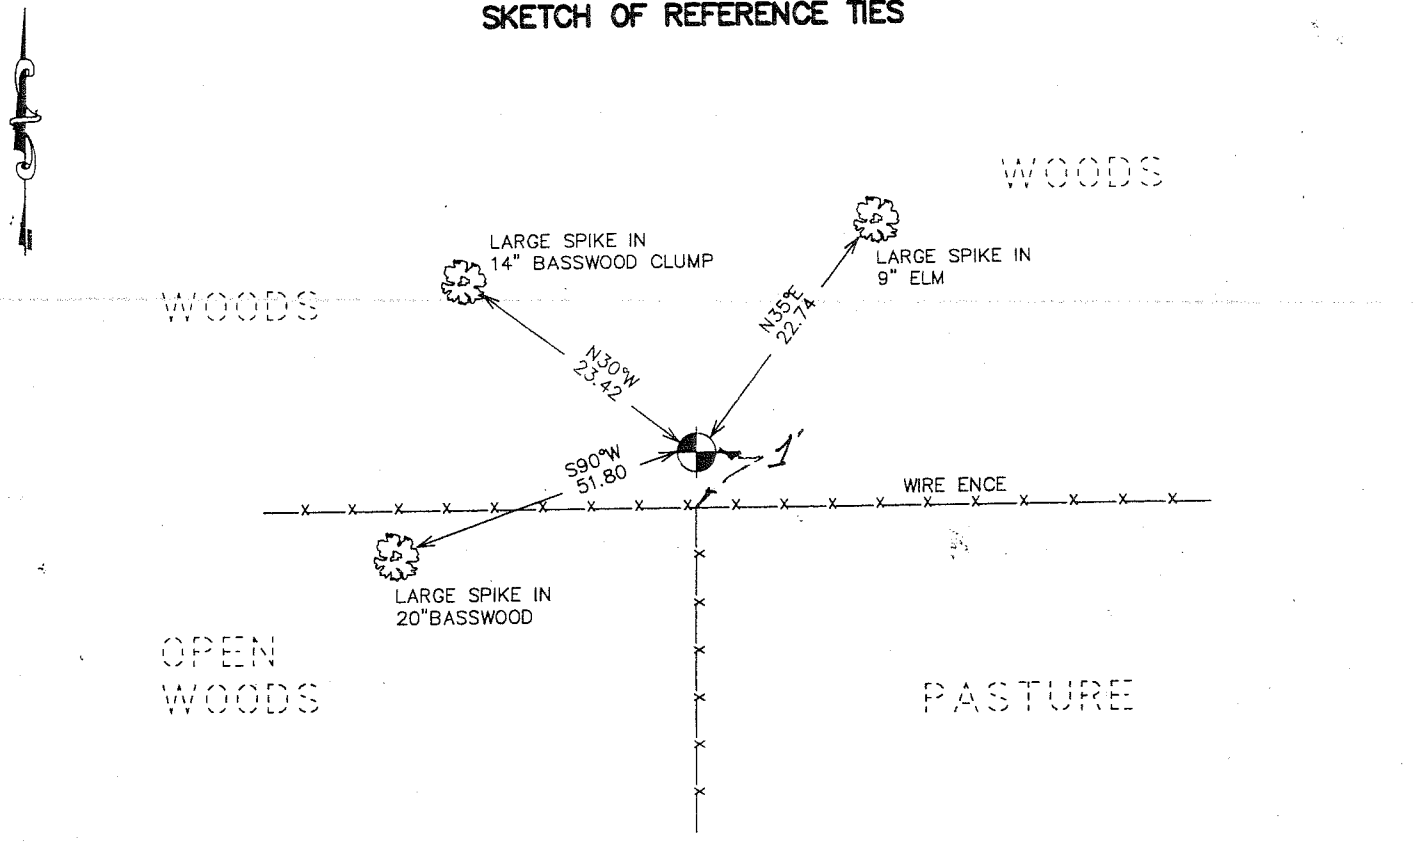 SKETCH OF REFERENCE TIES
WOODS
LARGE SPIKE IN
14" BASSWOOD CLUMP
LARGE SPIKE IN
9" ELM
WOODS
N35°E
22.74
N30°W
23.42
S90°W
51.80
1'
WIRE ENCE
LARGE SPIKE IN
20"BASSWOOD
OPEN
WOODS
PASTURE